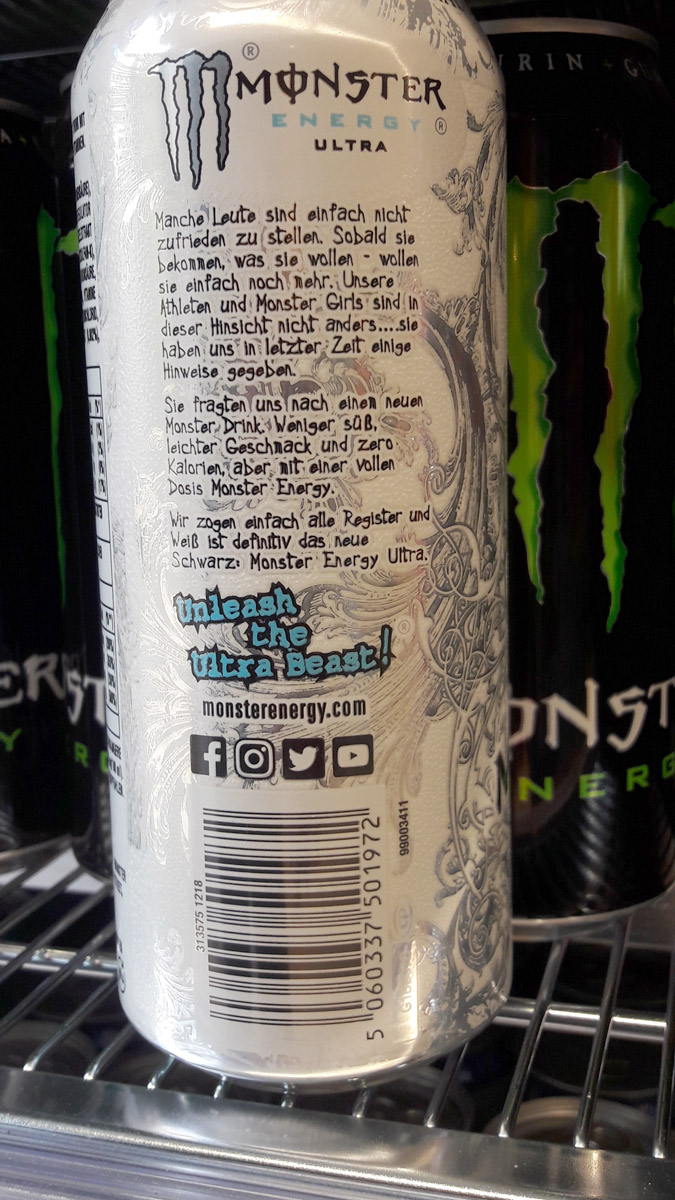 MONSTER
ENERGY
ULTRA
Manche Leute sind einfach nicht
zufrieden zu stellen. Sobald sie
bekommen, was sie wollen - wollen
sie einfach noch mehr. Unsere
Athleten und Monster Girls sind in
dieser Hinsicht nicht anders....sie
haben uns in letzter Zeit einige
Hinweise gegeben.
Sie fragten uns nach einem neuen
Monster Drink. Weniger süß,
leichter Geschmack und zero
Kalorien, aber mit einer vollen
Dosis Monster Energy.
Wir zogen einfach alle Register und
Weiß ist definitiv das neue
Schwarz: Monster Energy Ultra.
Unleash
the
Ultra Beast!
monsterenergy.com
313575 1218
5 060337 501972
99003411